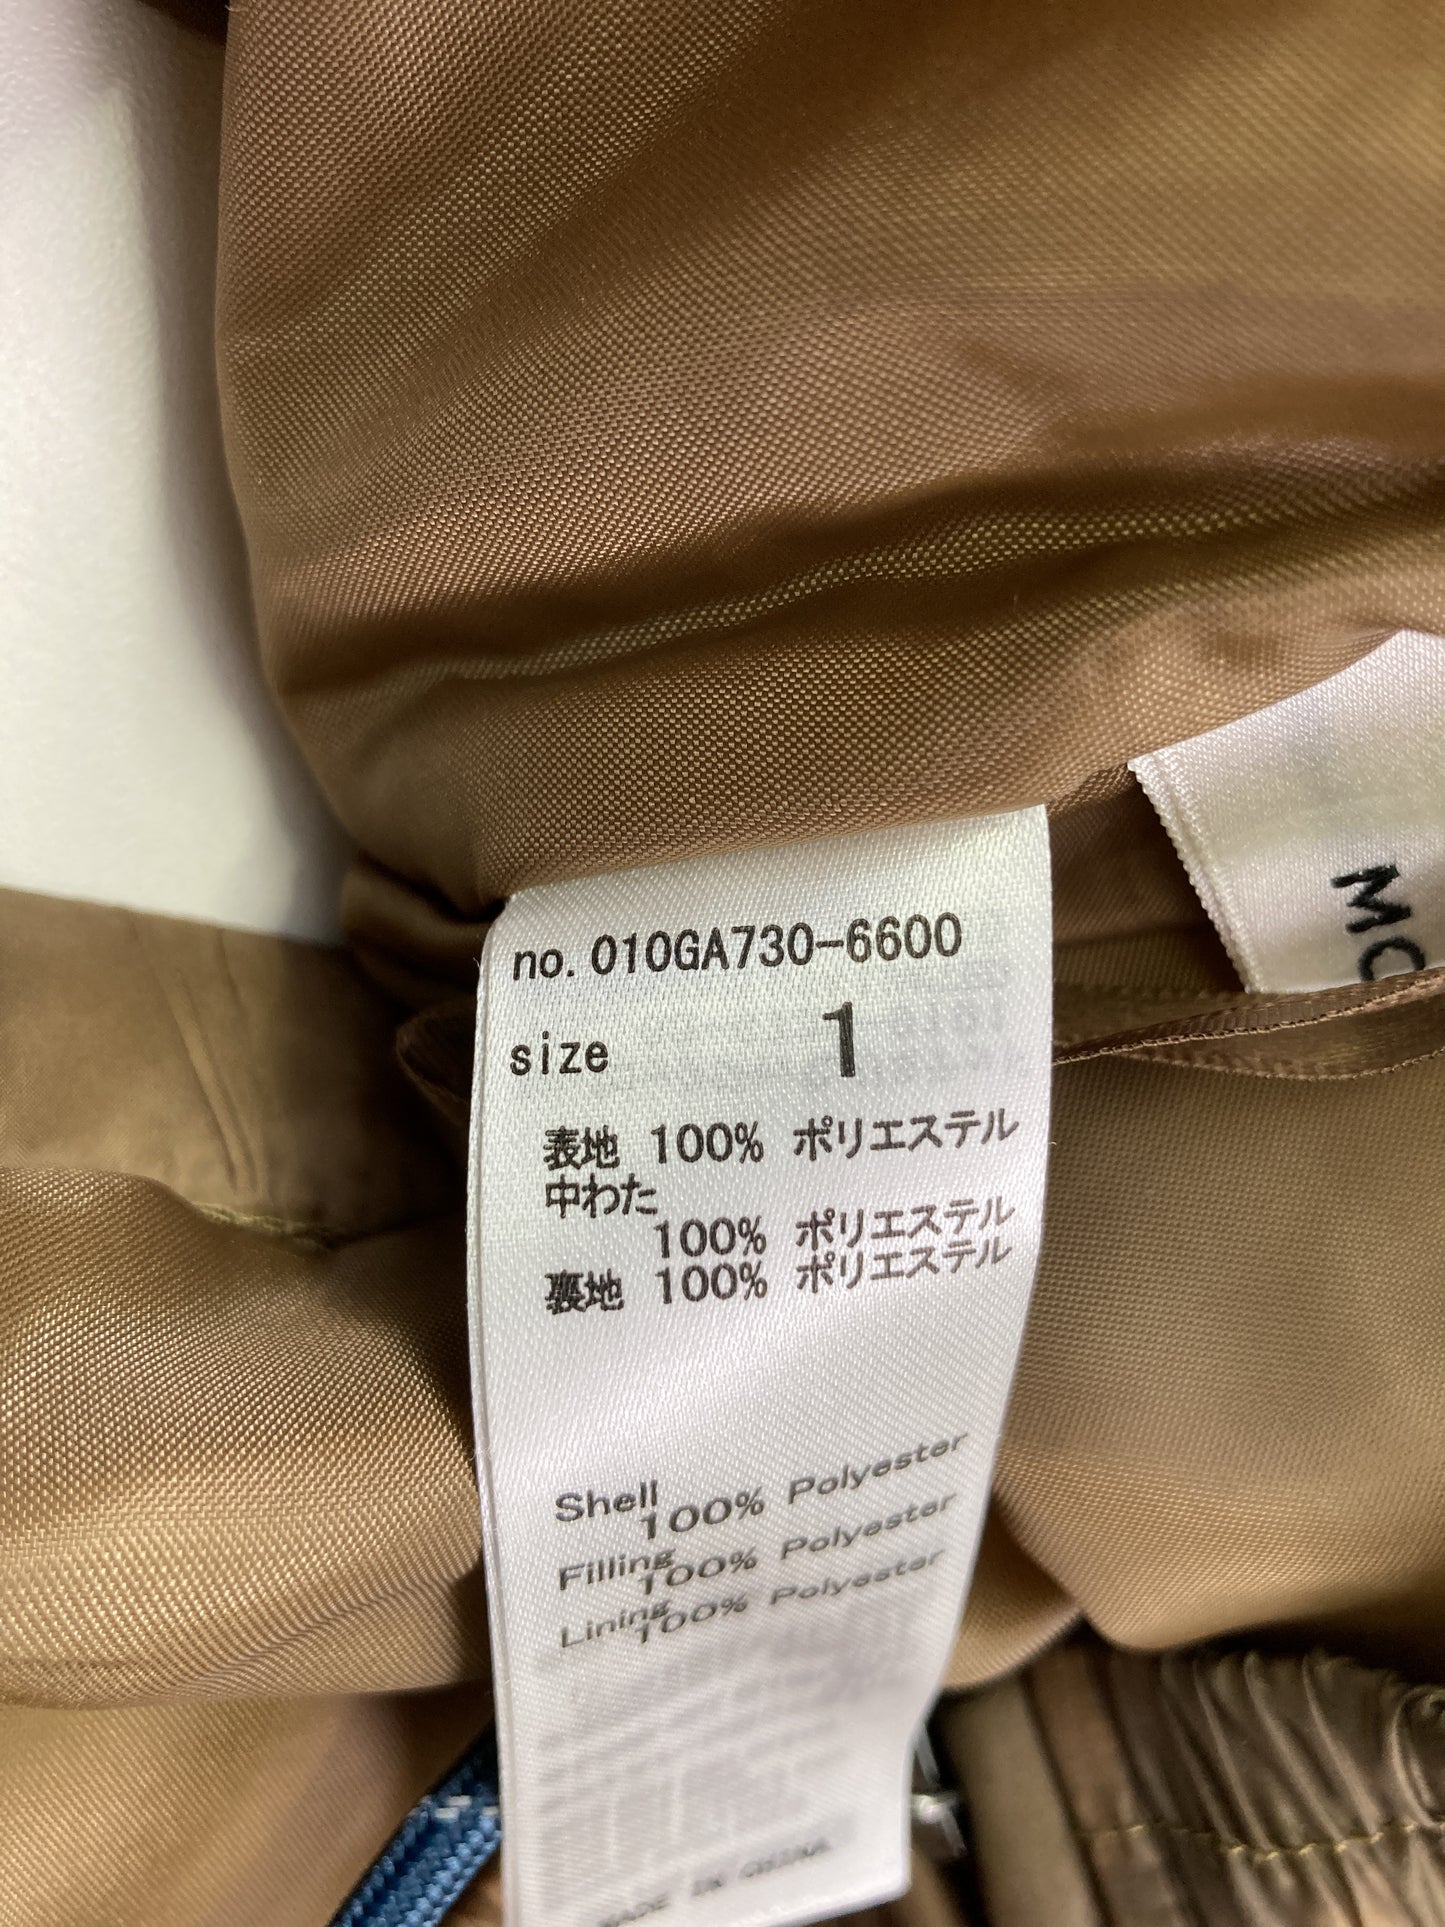 no. 010GA730-6600
size 1
表地 100% ポリエステル
中わた
100% ポリエステル
裏地 100% ポリエステル
Shell
100% Polyester
Filling
100% Polyester
Lining
100% Polyester
MADE IN CHINA